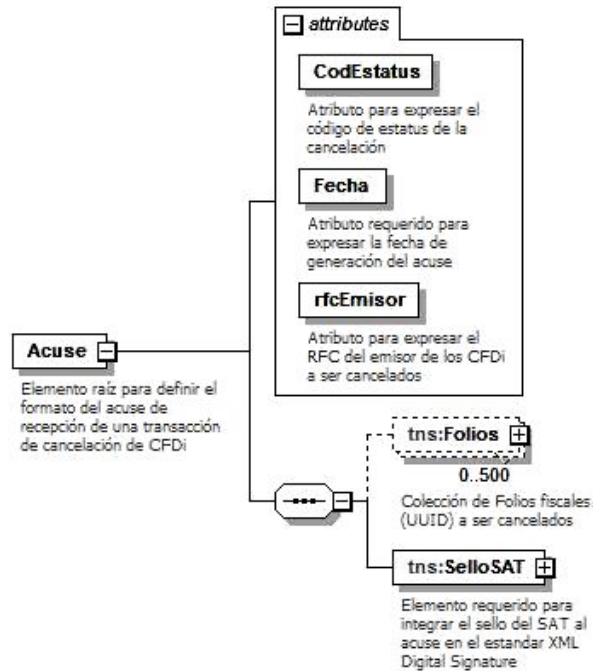 attributes
CodEstatus
Atributo para expresar el
código de estatus de la
cancelación
Fecha
Atributo requerido para
expresar la fecha de
generación del acuse
rfcEmisor
Atributo para expresar el
RFC del emisor de los CFDi
a ser cancelados
Acuse
Elemento raíz para definir el
formato del acuse de
recepción de una transacción
de cancelación de CFDi
tns:Folios
0..500
Colección de Folios fiscales
(UUID) a ser cancelados
tns:SelloSAT
Elemento requerido para
integrar el sello del SAT al
acuse en el estandar XML
Digital Signature